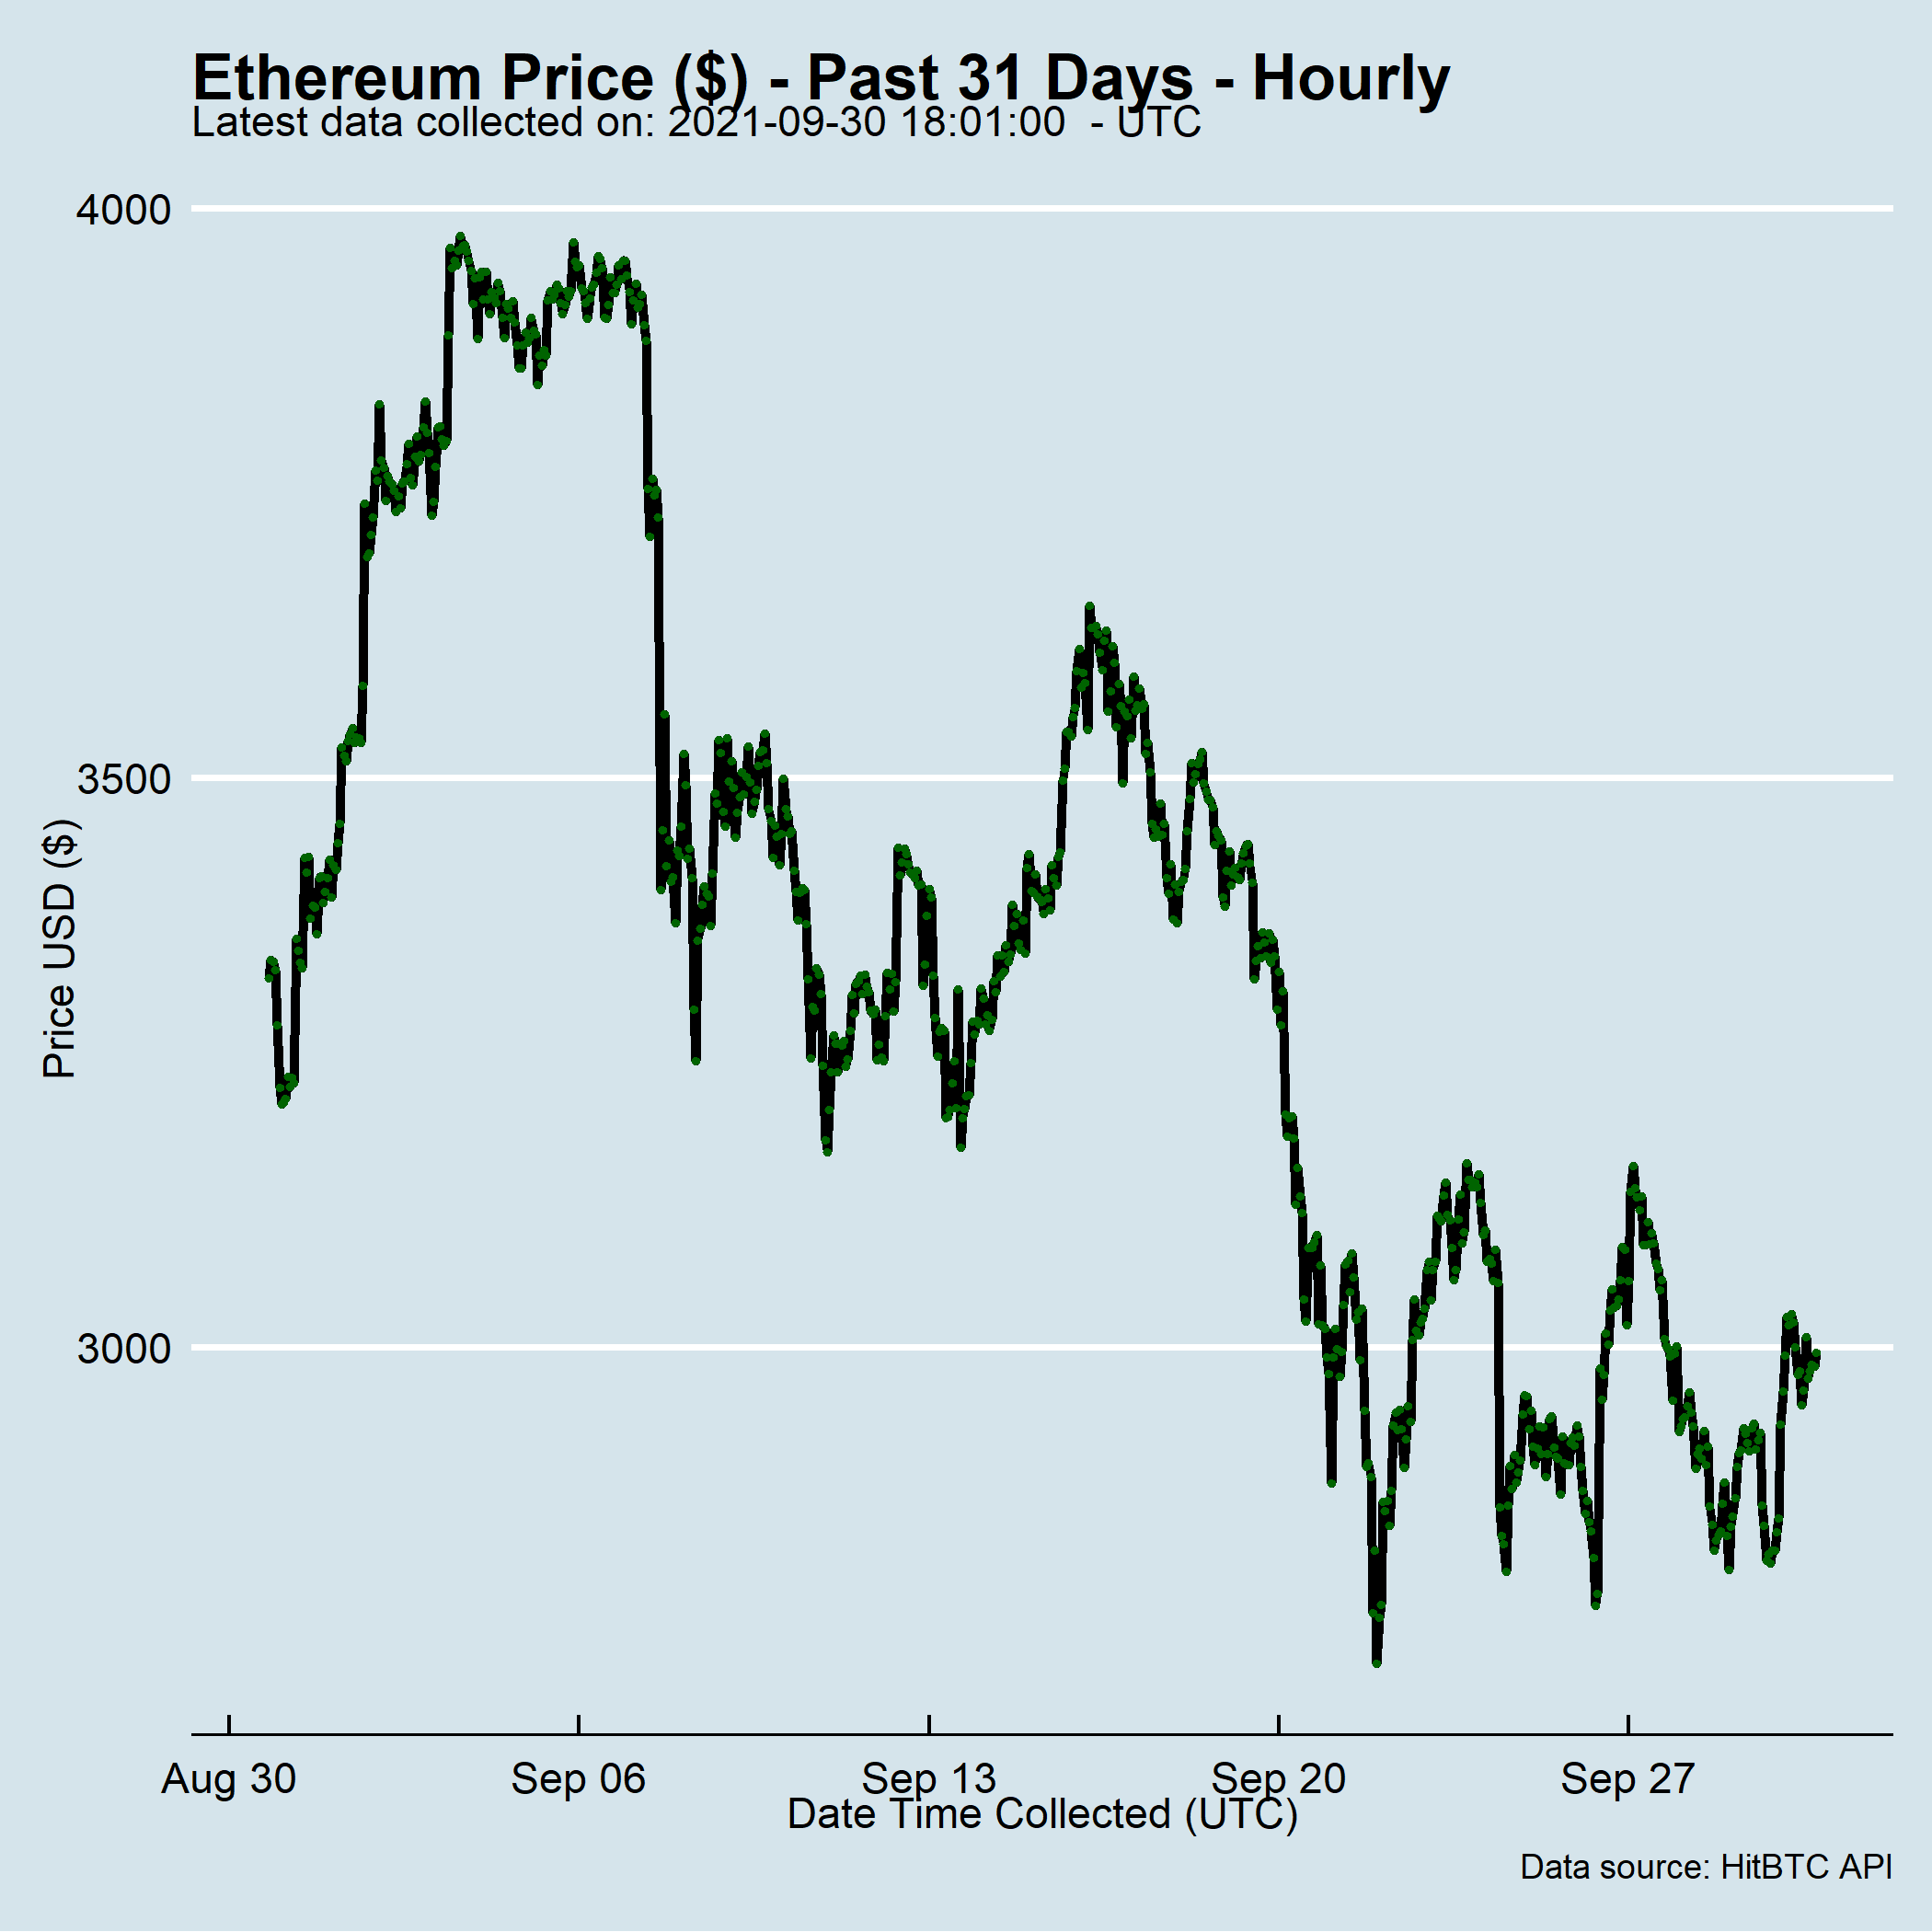 Ethereum Price ($) - Past 31 Days - Hourly
Latest data collected on: 2021-09-30 18:01:00  - UTC
4000
3500
3000
Price USD ($)
Aug 30
Sep 06
Sep 13
Sep 20
Sep 27
Date Time Collected (UTC)
Data source: HitBTC API